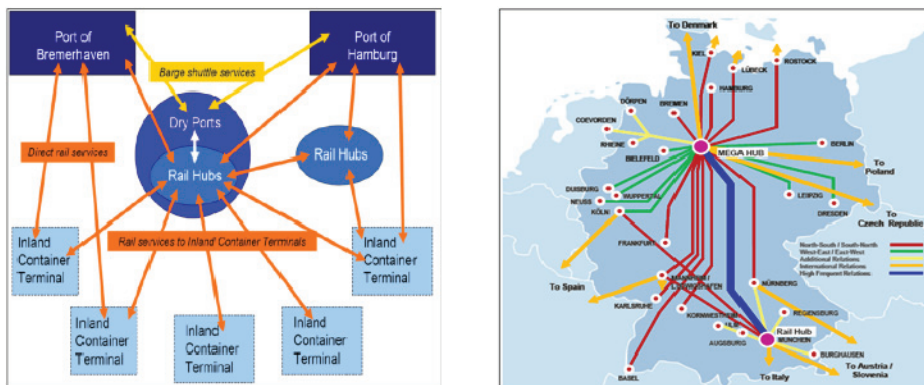 Port of
Bremerhaven
Port of
Hamburg
Barge shuttle services
Dry Ports
Direct rail services
Rail Hubs
Rail Hubs
Rail services to Inland Container Terminals
Inland
Container
Terminal
Inland
Container
Terminal
Inland
Container
Terminal
Inland
Container
Terminal
Inland
Container
Terminal
To Denmark
KIEL
LÜBECK
ROSTOCK
HAMBURG
DÖRPEN
BREMEN
COEVORDEN
RHEINE
BIELEFELD
MEGA HUB
BERLIN
To
Poland
DUISBURG
WUPPERTAL
NEUSS
LEIPZIG
KÖLN
DRESDEN
To
Czech Republic
FRANKFURT
North-South / South-North
West-East / East-West
Additional Relations
International Relations
High Frequent Relations
To Spain
MANNHEIM /
LUDWIGSHAFEN
NÜRNBERG
KARLSRUHE
REGENSBURG
KORNWESTHEIM
ULM
Rail Hub
MÜNCHEN
AUGSBURG
BURGHAUSEN
BASEL
To Italy
To Austria /
Slovenia